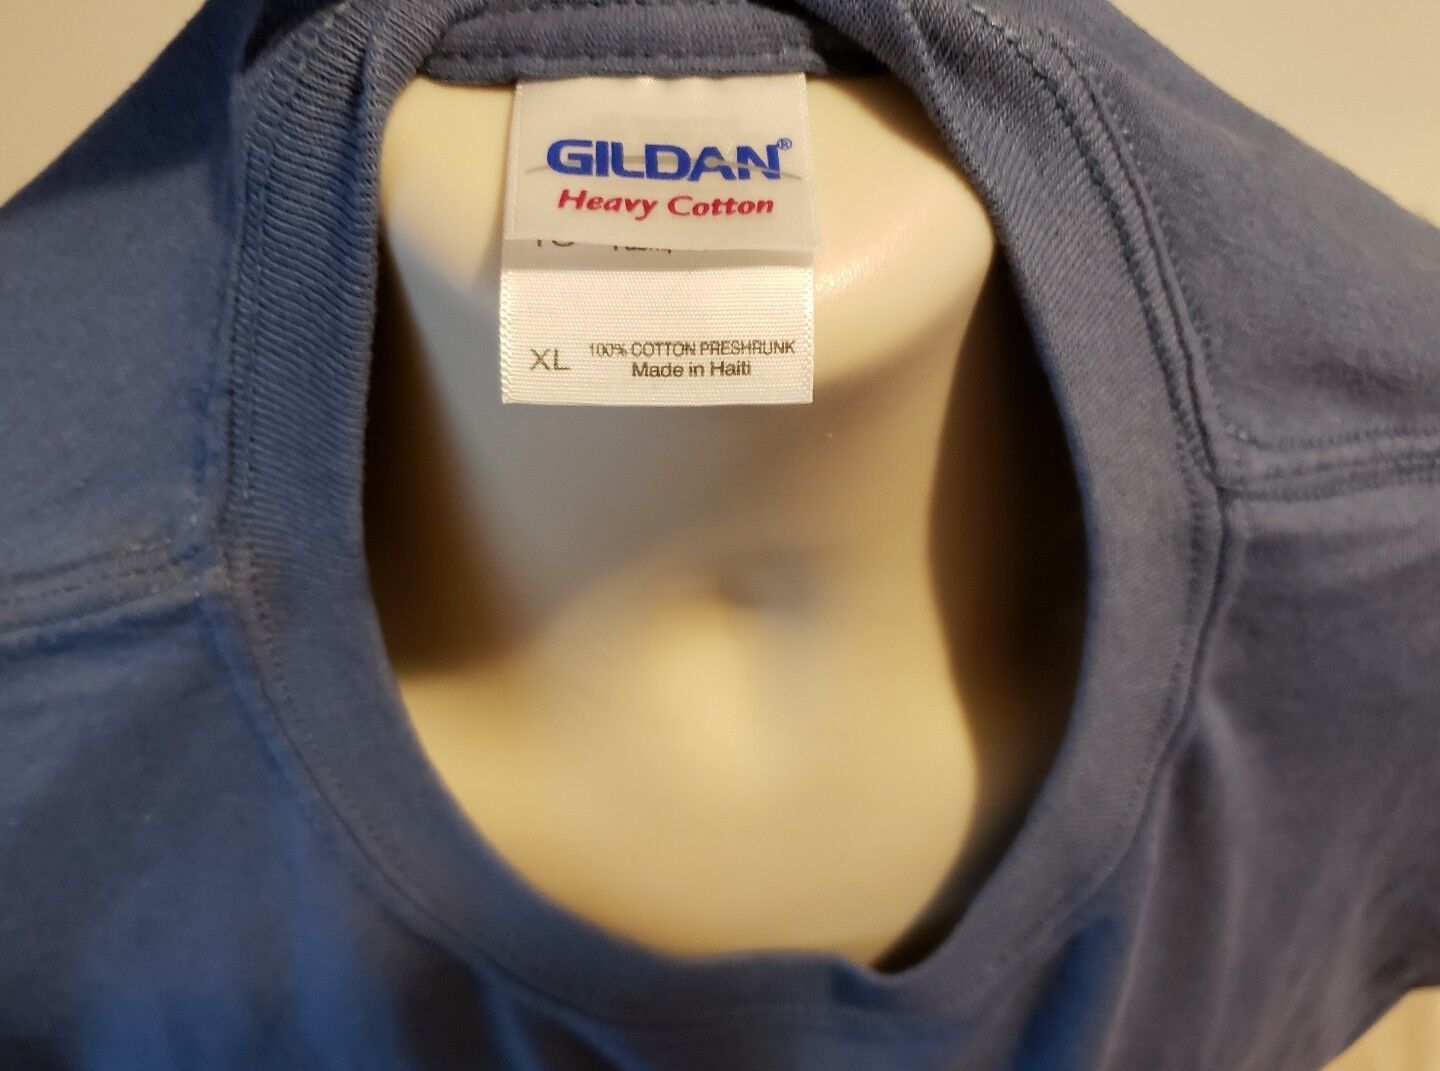 GILDAN®
Heavy Cotton
XL 100% COTTON PRESHRUNK
Made in Haiti